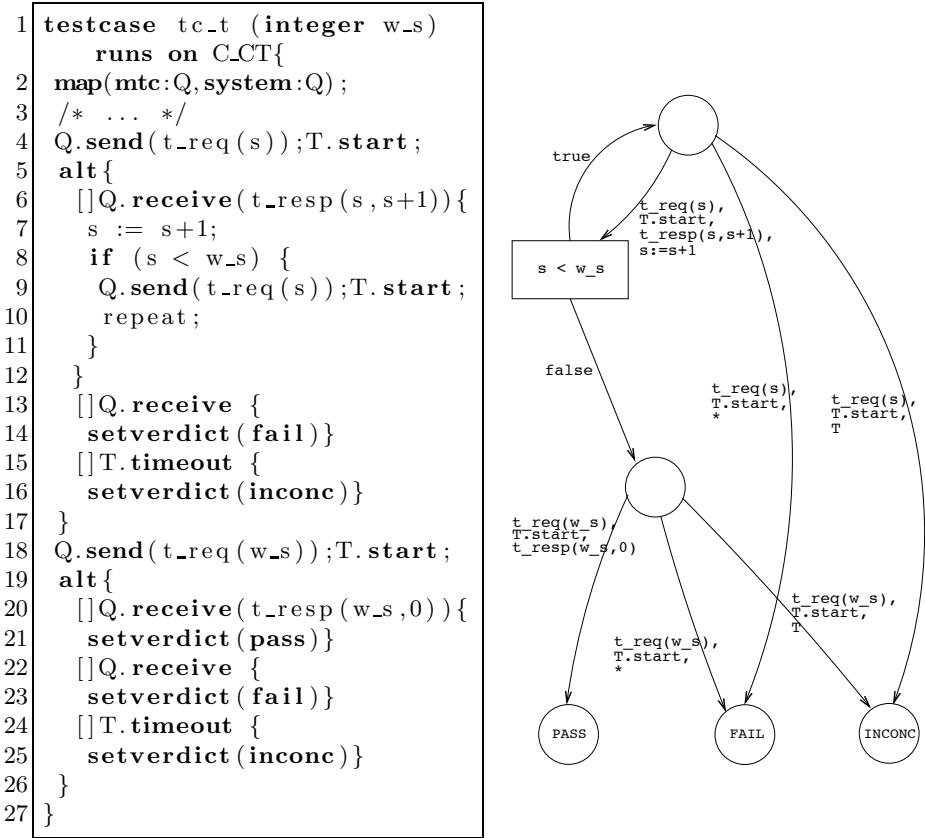 1 testcase tc_t (integer w_s)
runs on C_CT{
2 map(mtc:Q,system:Q);
3 /* ... */
4 Q.send(t_req(s));T.start;
5 alt{
6 []Q.receive(t_resp(s,s+1)){
7 s := s+1;
8 if (s < w_s) {
9 Q.send(t_req(s));T.start;
10 repeat;
11 }
12 }
13 []Q.receive {
14 setverdict(fail)}
15 []T.timeout {
16 setverdict(inconc)}
17 }
18 Q.send(t_req(w_s));T.start;
19 alt{
20 []Q.receive(t_resp(w_s,0)){
21 setverdict(pass)}
22 []Q.receive {
23 setverdict(fail)}
24 []T.timeout {
25 setverdict(inconc)}
26 }
27 }
true
t_req(s),
T.start,
t_resp(s,s+1),
s:=s+1
s < w_s
false
t_req(s),
T.start,
*
t_req(s),
T.start,
T
t_req(w_s),
T.start,
t_resp(w_s,0)
t_req(w_s),
T.start,
*
t_req(w_s),
T.start,
T
PASS
FAIL
INCONC